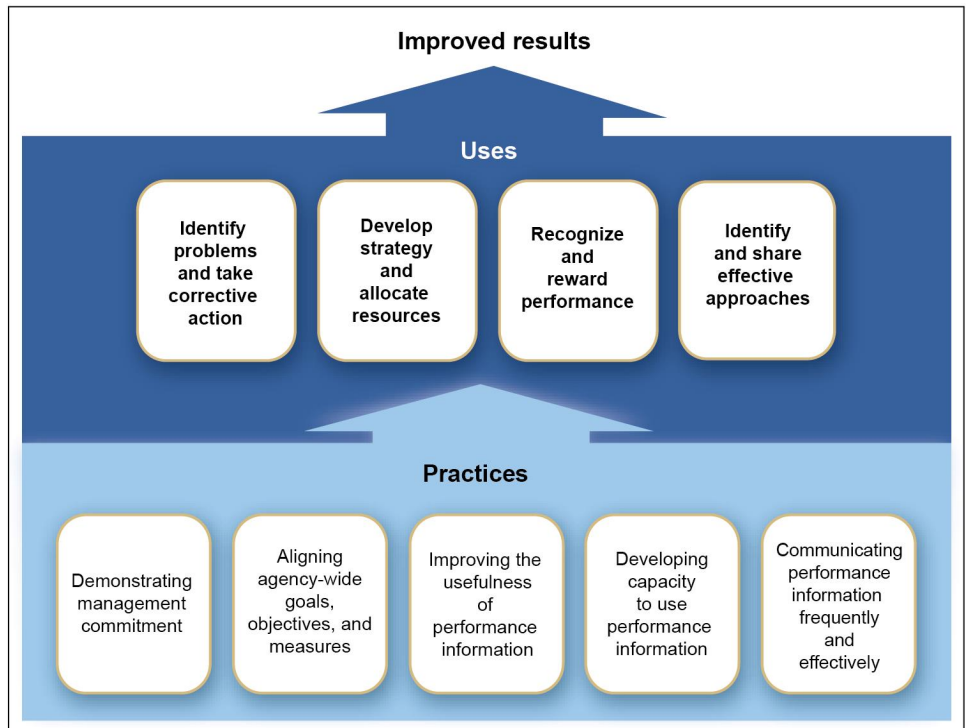 Improved results
Uses
Identify
problems
and take
corrective
action
Develop
strategy
and
allocate
resources
Recognize
and
reward
performance
Identify
and share
effective
approaches
Practices
Demonstrating
management
commitment
Aligning
agency-wide
goals,
objectives, and
measures
Improving the
usefulness
of
performance
information
Developing
capacity
to use
performance
information
Communicating
performance
information
frequently
and
effectively